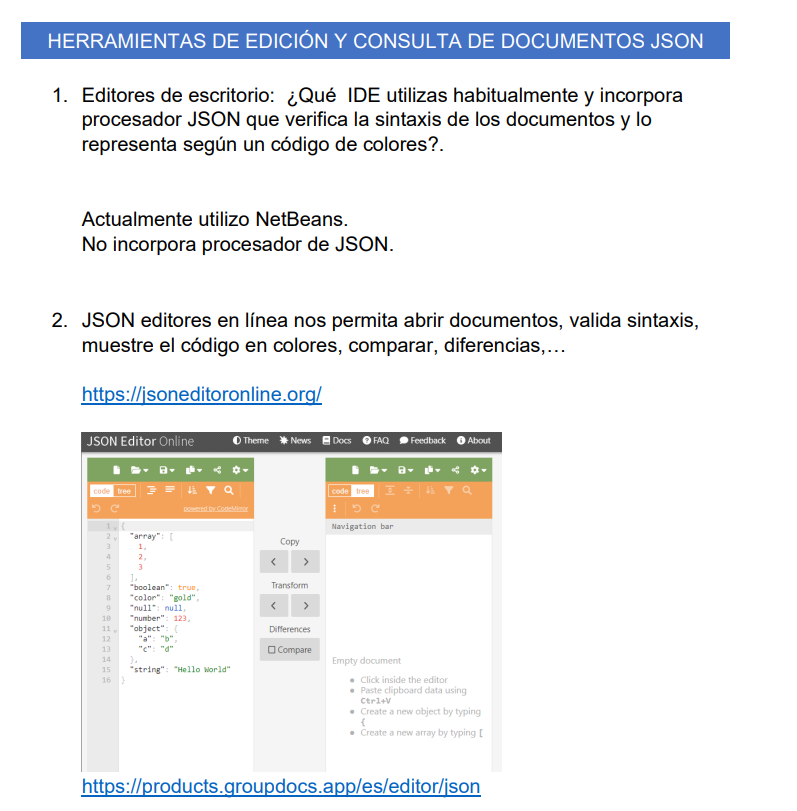 HERRAMIENTAS DE EDICIÓN Y CONSULTA DE DOCUMENTOS JSON
1. Editores de escritorio: ¿Qué IDE utilizas habitualmente y incorpora
procesador JSON que verifica la sintaxis de los documentos y lo
representa según un código de colores?.
Actualmente utilizo NetBeans.
No incorpora procesador de JSON.
2. JSON editores en línea nos permita abrir documentos, valida sintaxis,
muestre el código en colores, comparar, diferencias,…
https://jsoneditoronline.org/
JSON Editor Online Theme News Docs FAQ Feedback About
code tree
powered by CodeMirror
1 {
2 "array": [
3 1,
4 2,
5 3
6 ],
7 "boolean": true,
8 "color": "gold",
9 "null": null,
10 "number": 123,
11 "object": {
12 "a": "b",
13 "c": "d"
14 },
15 "string": "Hello World"
16 }
Copy
< >
Transform
< >
Differences
Compare
code tree
Navigation bar
Empty document
• Click inside the editor
• Paste clipboard data using
Ctrl+V
• Create a new object by typing
{
• Create a new array by typing [
https://products.groupdocs.app/es/editor/json